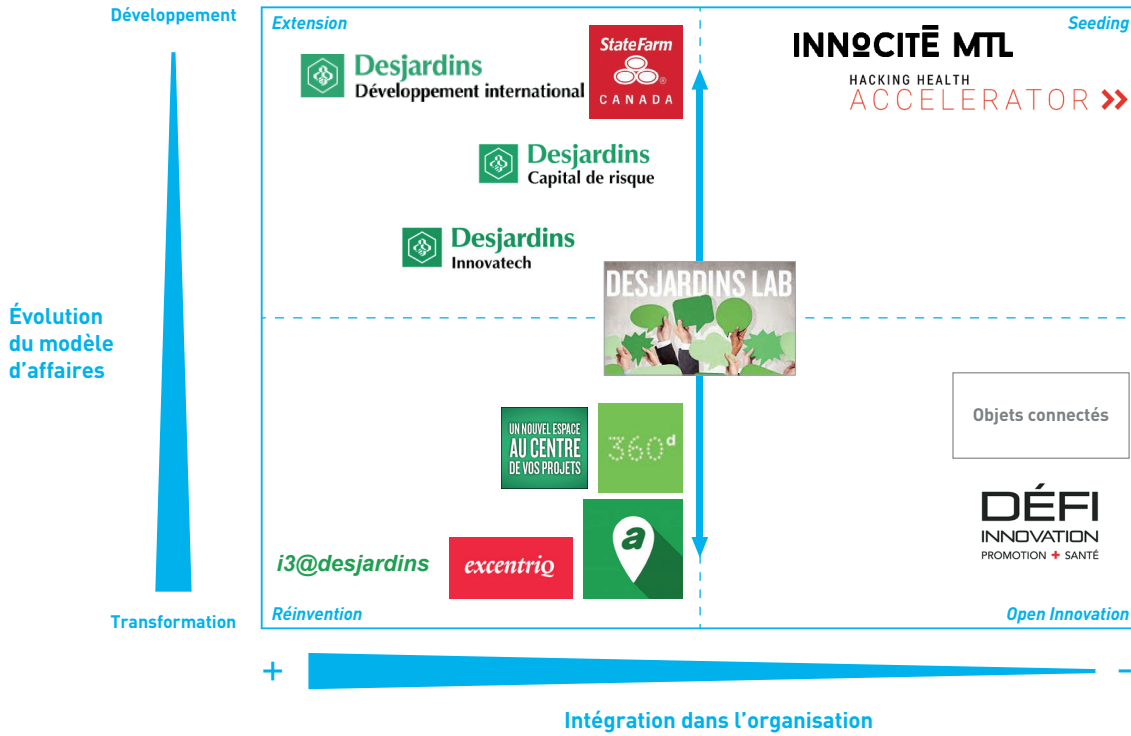 Développement
Extension
Seeding
Desjardins
Développement international
StateFarm
®
CANADA
INNOCITĒ MTL
HACKING HEALTH
ACCELERATOR >>
Desjardins
Capital de risque
Desjardins
Innovatech
DESJARDINS LAB
Évolution
du modèle
d'affaires
UN NOUVEL ESPACE
AU CENTRE
DE VOS PROJETS
360d
Objets connectés
DÉFI
INNOVATION
PROMOTION + SANTÉ
i3@desjardins
excentriQ
a
Transformation
Réinvention
Open Innovation
+
−
Intégration dans l'organisation